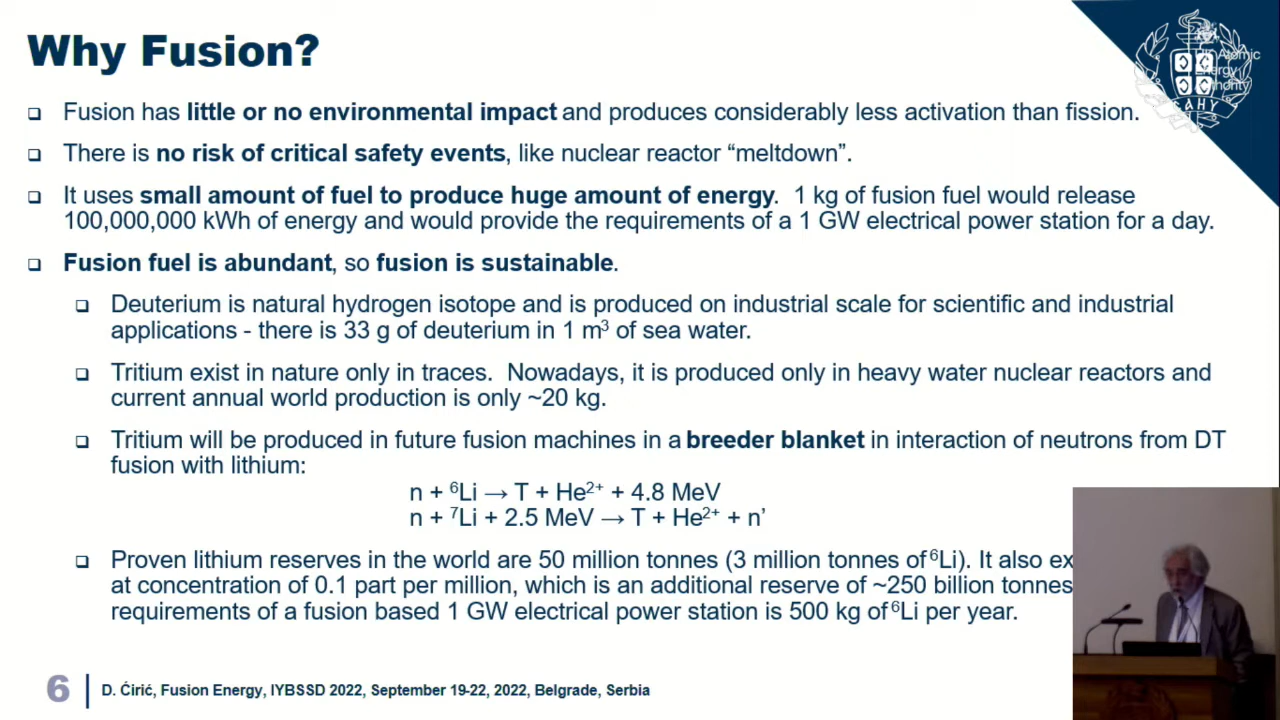 Why Fusion?
Atomic
Energy
САНУ
❑ Fusion has little or no environmental impact and produces considerably less activation than fission.
❑ There is no risk of critical safety events, like nuclear reactor “meltdown”.
❑ It uses small amount of fuel to produce huge amount of energy. 1 kg of fusion fuel would release
100,000,000 kWh of energy and would provide the requirements of a 1 GW electrical power station for a day.
❑ Fusion fuel is abundant, so fusion is sustainable.
❑ Deuterium is natural hydrogen isotope and is produced on industrial scale for scientific and industrial
applications - there is 33 g of deuterium in 1 m³ of sea water.
❑ Tritium exist in nature only in traces. Nowadays, it is produced only in heavy water nuclear reactors and
current annual world production is only ~20 kg.
❑ Tritium will be produced in future fusion machines in a breeder blanket in interaction of neutrons from DT
fusion with lithium:
n + ⁶Li → T + He²⁺ + 4.8 MeV
n + ⁷Li + 2.5 MeV → T + He²⁺ + n’
❑ Proven lithium reserves in the world are 50 million tonnes (3 million tonnes of ⁶Li). It also ex
at concentration of 0.1 part per million, which is an additional reserve of ~250 billion tonnes
requirements of a fusion based 1 GW electrical power station is 500 kg of ⁶Li per year.
6 D. Ćirić, Fusion Energy, IYBSSD 2022, September 19-22, 2022, Belgrade, Serbia